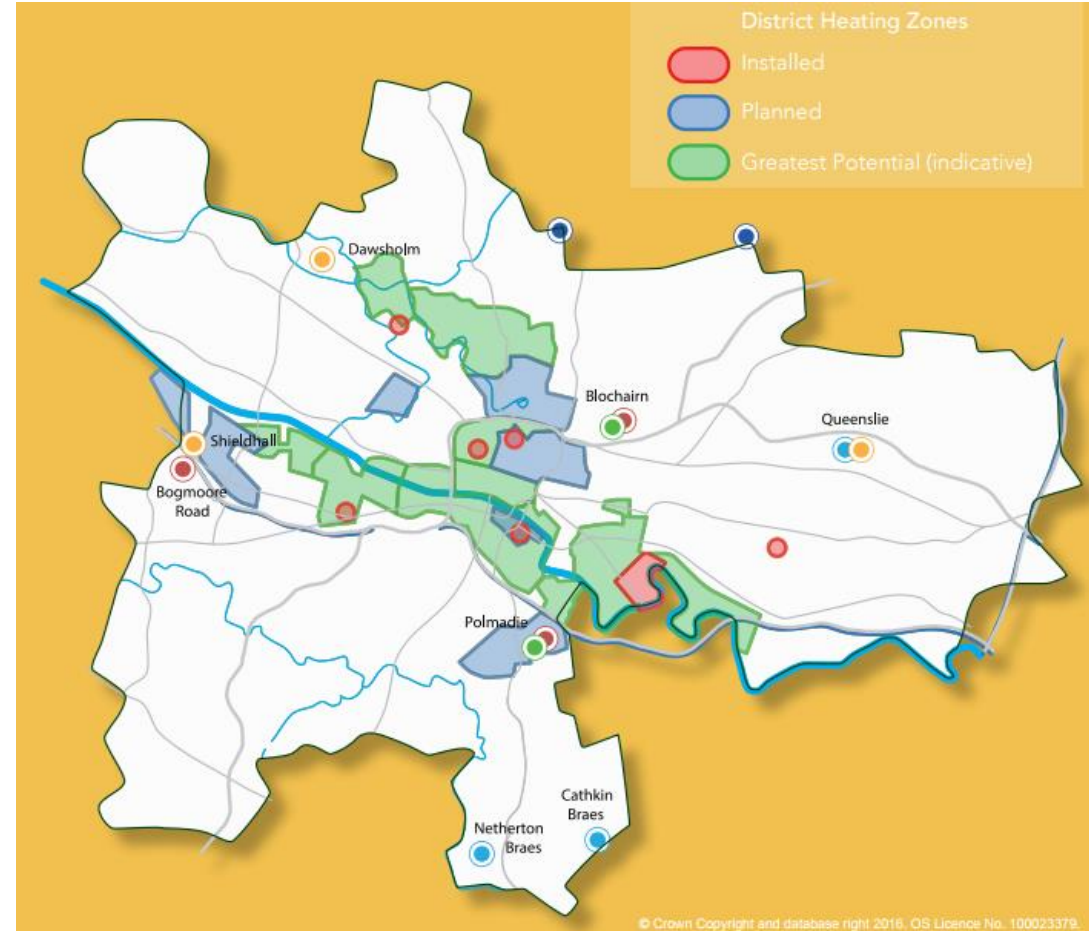 District Heating Zones
Installed
Planned
Greatest Potential (indicative)
Dawsholm
Blochairn
Queenslie
Shieldhall
Bogmoore
Road
Polmadie
Cathkin
Braes
Netherton
Braes
© Crown Copyright and database right 2016. OS Licence No. 100023379.